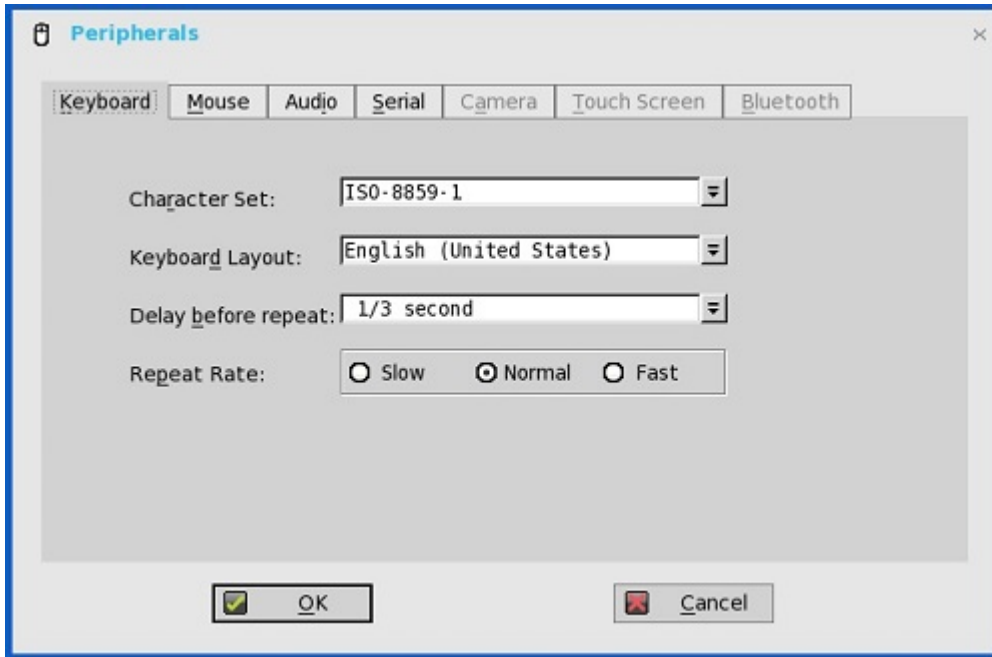 Peripherals
Keyboard Mouse Audio Serial Camera Touch Screen Bluetooth
Character Set: ISO-8859-1
Keyboard Layout: English (United States)
Delay before repeat: 1/3 second
Repeat Rate: Slow Normal Fast
OK Cancel